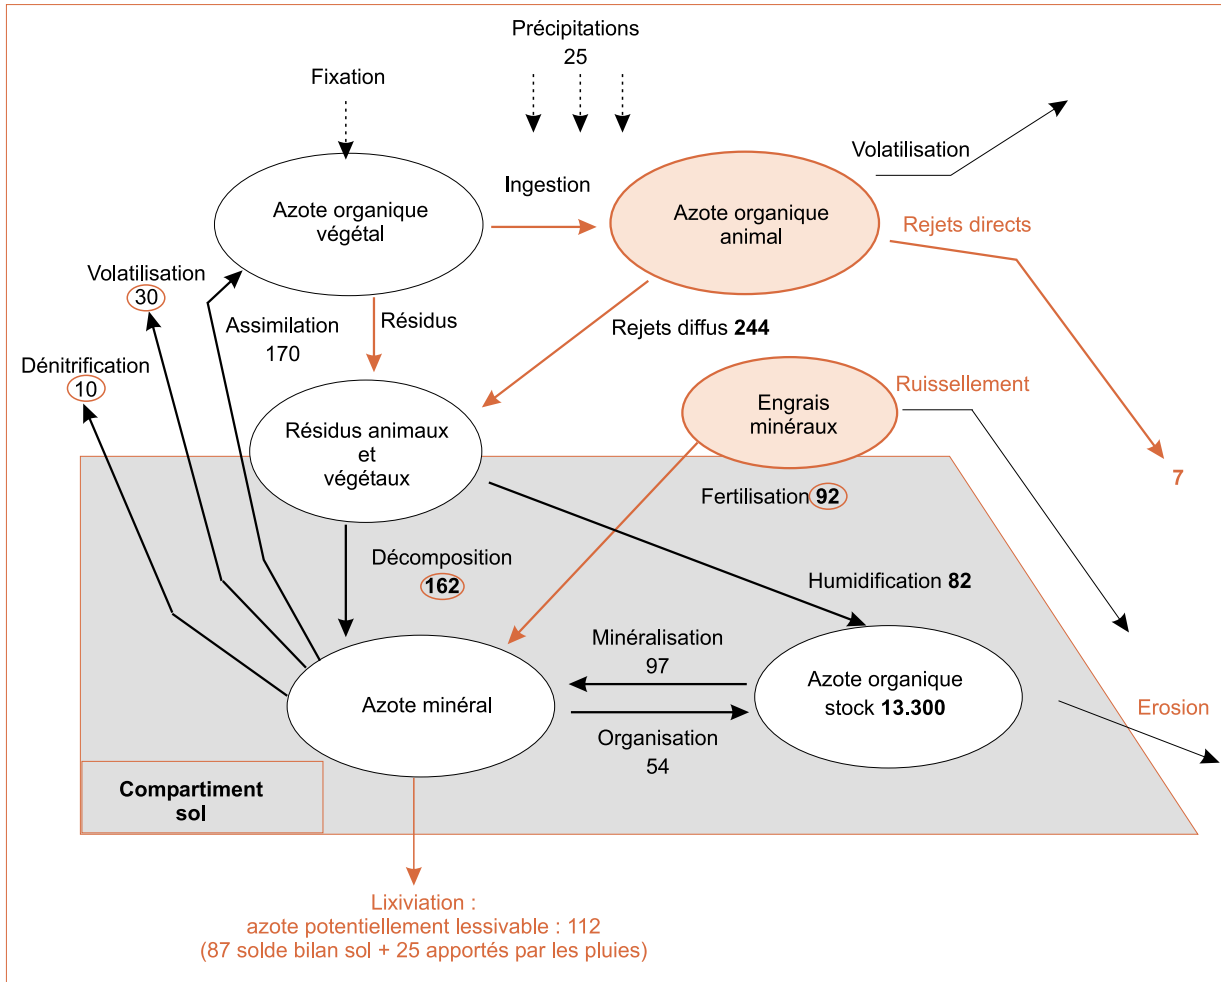 Précipitations
25
Fixation
Volatilisation
Ingestion
Azote organique
végétal
Azote organique
animal
Rejets directs
Volatilisation
30
Assimilation
170
Résidus
Rejets diffus 244
Dénitrification
10
Ruissellement
Engrais
minéraux
Résidus animaux
et
végétaux
7
Fertilisation 92
Décomposition
162
Humidification 82
Minéralisation
97
Azote organique
stock 13.300
Azote minéral
Erosion
Organisation
54
Compartiment
sol
Lixiviation :
azote potentiellement lessivable : 112
(87 solde bilan sol + 25 apportés par les pluies)